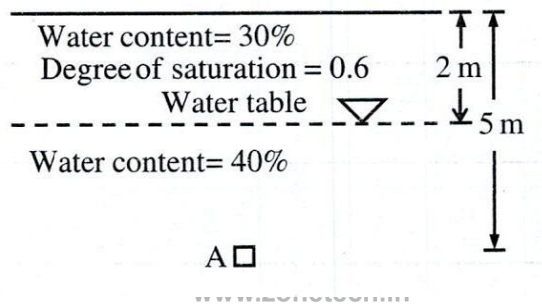 Water content= 30%
Degree of saturation = 0.6
2 m
Water table
5 m
Water content= 40%
A